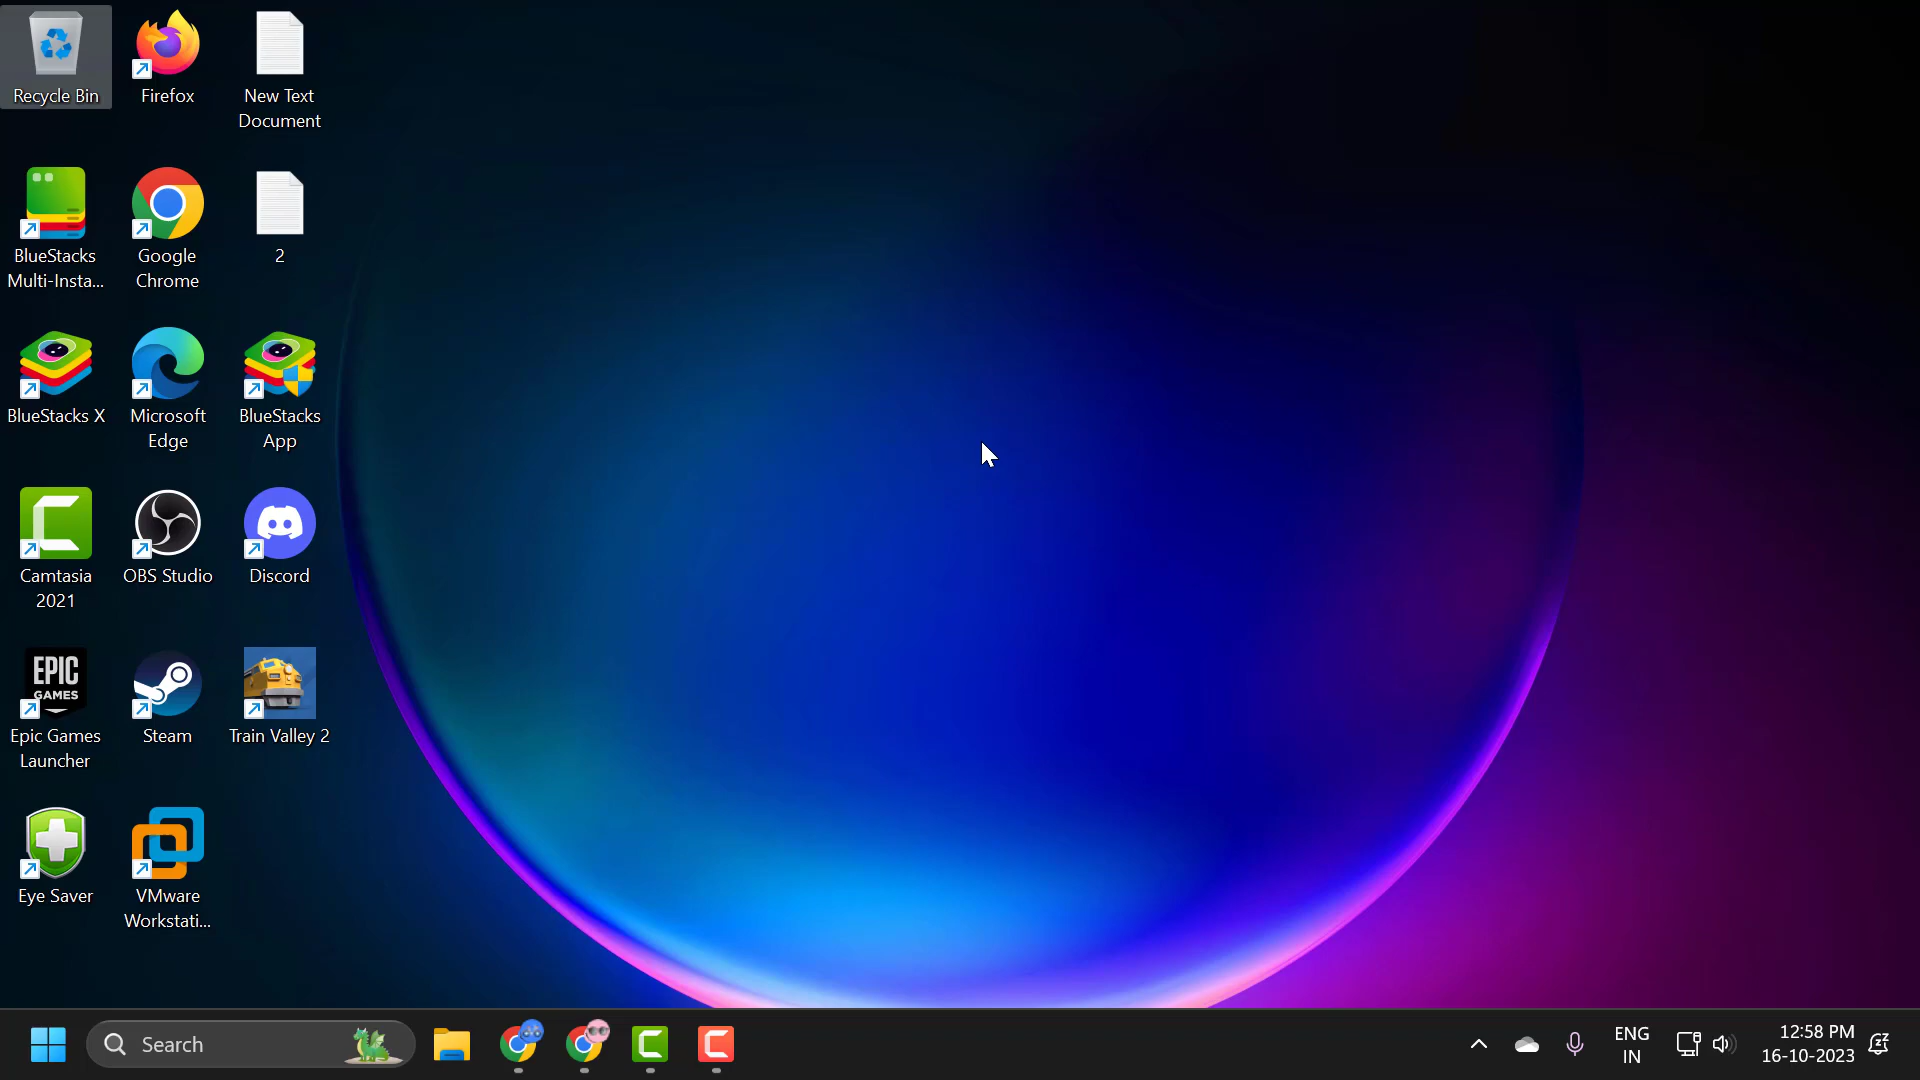 Recycle Bin
Firefox
New Text
Document
BlueStacks
Multi-Insta...
Google
Chrome
2
BlueStacks X
Microsoft
Edge
BlueStacks
App
Camtasia
2021
OBS Studio
Discord
EPIC
GAMES
Epic Games
Launcher
Steam
Train Valley 2
Eye Saver
VMware
Workstati...
Search
ENG
IN
12:58 PM
16-10-2023